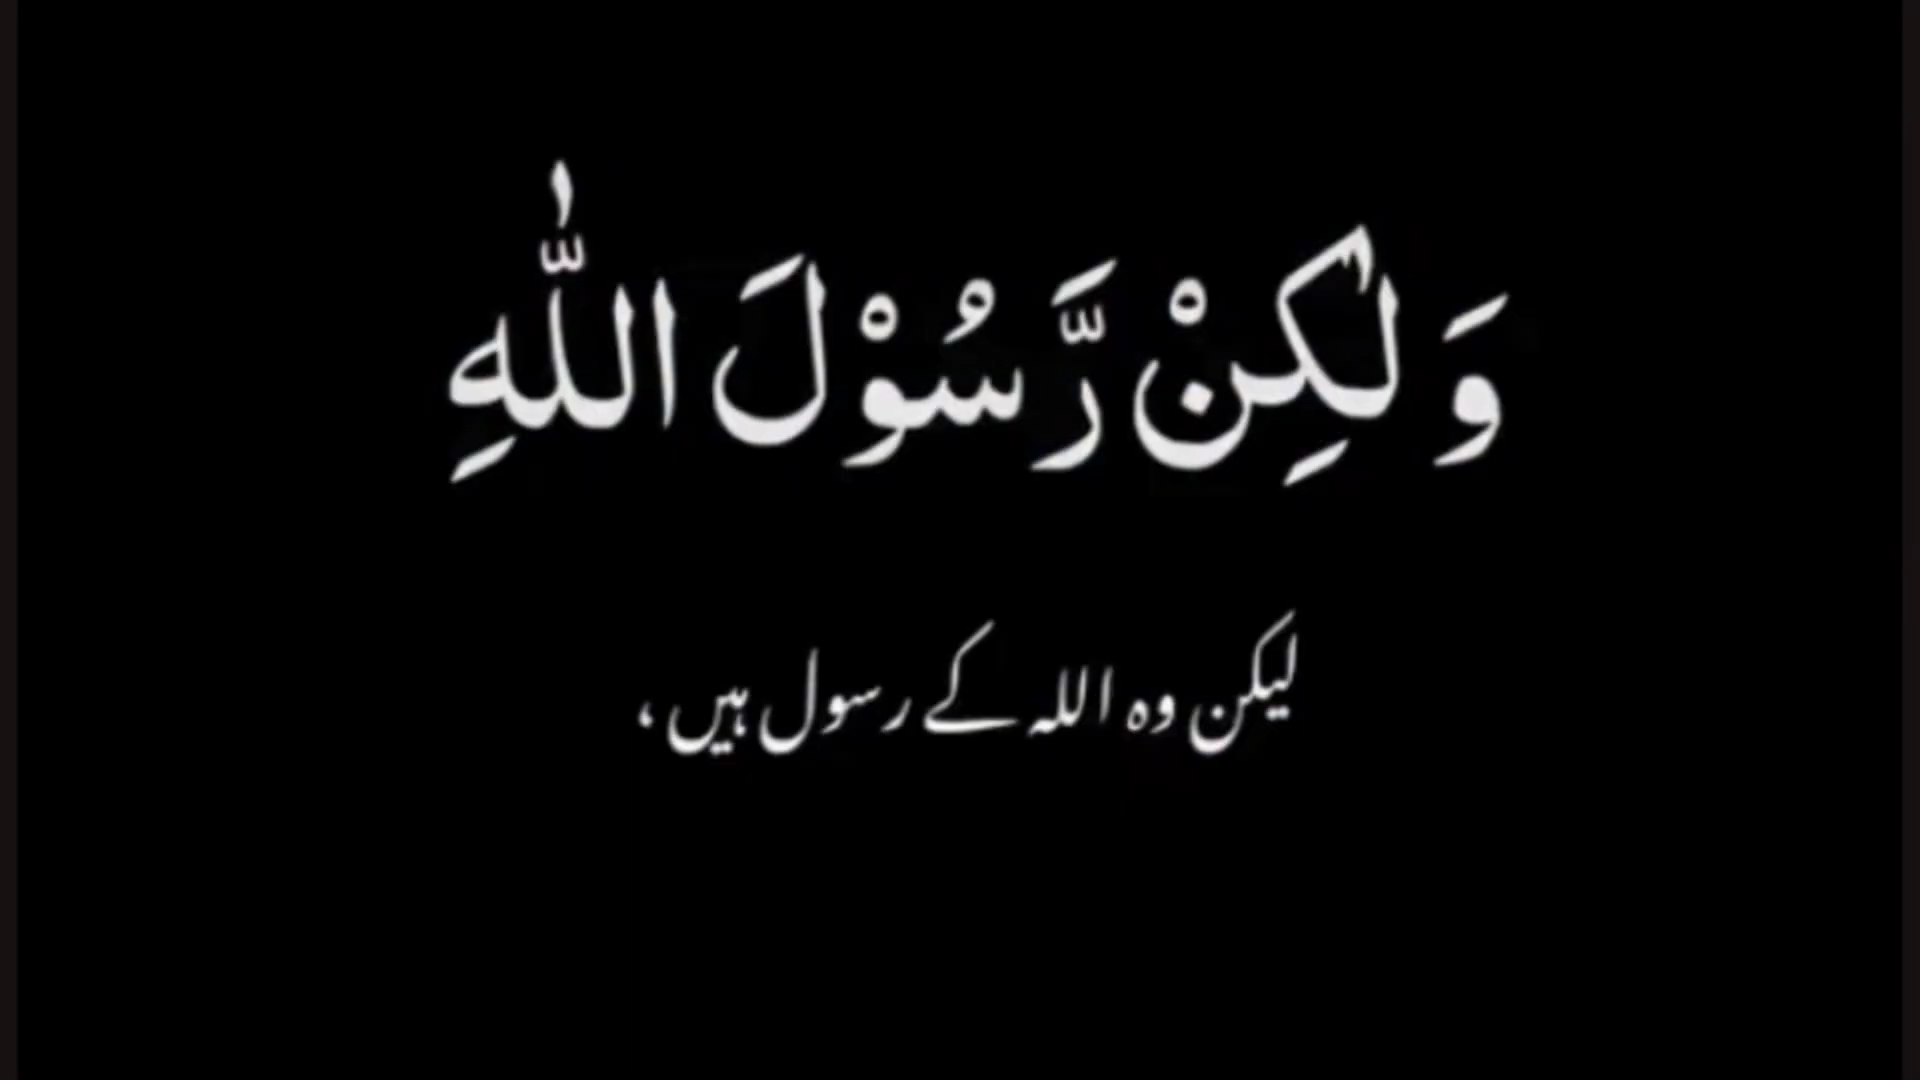 وَلٰكِنْ رَّسُوْلَ اللّٰهِ
لیکن وہ اللہ کے رسول ہیں،